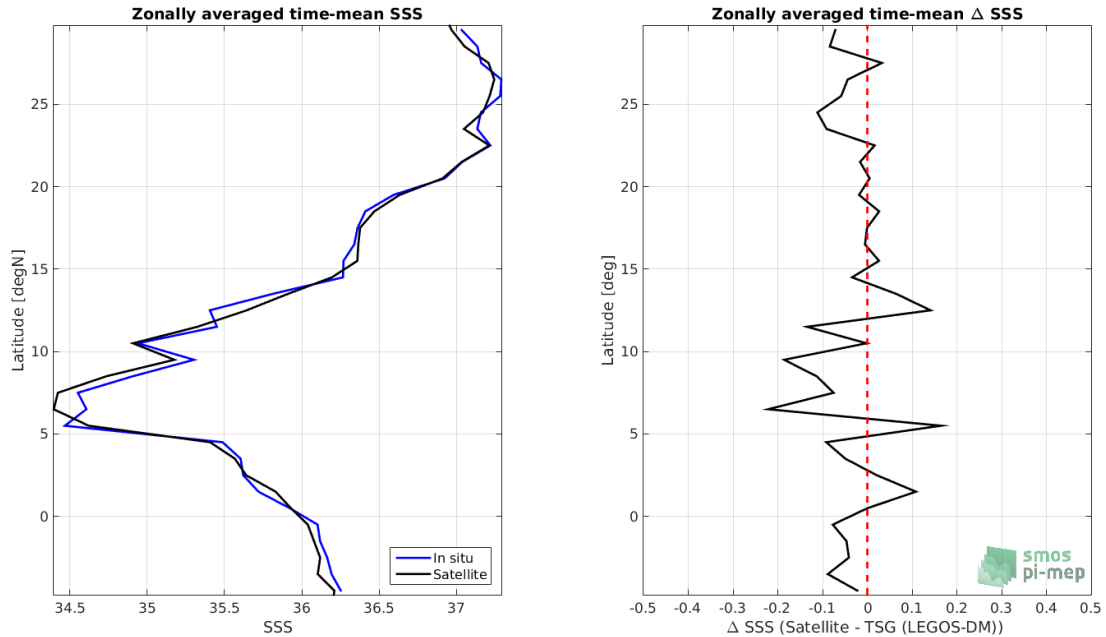 Zonally averaged time-mean SSS
Latitude [degN]
25
20
15
10
5
0
34.5 35 35.5 36 36.5 37
SSS
In situ
Satellite
Zonally averaged time-mean Δ SSS
Latitude [deg]
25
20
15
10
5
0
-0.5 -0.4 -0.3 -0.2 -0.1 0 0.1 0.2 0.3 0.4 0.5
Δ SSS (Satellite - TSG (LEGOS-DM))
smos
pi-mep